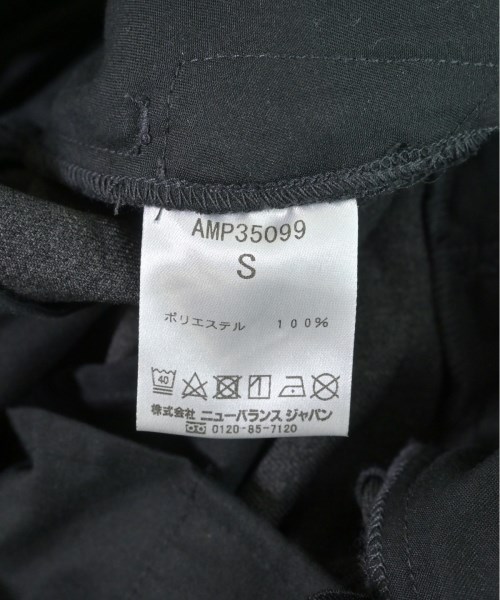 AMP35099
S
ポリエステル 100%
40
株式会社 ニューバランス ジャパン
0120-85-7120